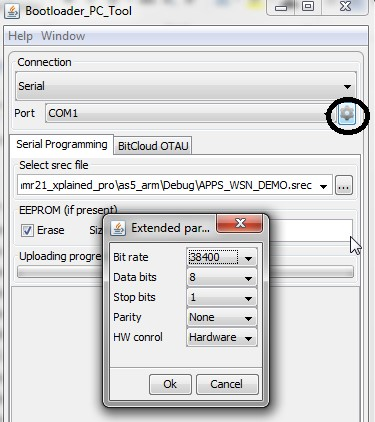 Bootloader_PC_Tool
Help Window
Connection
Serial
Port COM1
Serial Programming BitCloud OTAU
Select srec file
mr21_xplained_pro\as5_arm\Debug\APPS_WSN_DEMO.srec ...
EEPROM (if present)
Erase Siz
Uploading progre
Extended par...
Bit rate 38400
Data bits 8
Stop bits 1
Parity None
HW conrol Hardware
Ok Cancel